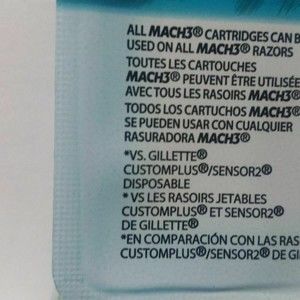 ALL MACH3® CARTRIDGES CAN B
USED ON ALL MACH3® RAZORS
TOUTES LES CARTOUCHES
MACH3® PEUVENT ÊTRE UTILISÉE
AVEC TOUS LES RASOIRS MACH3®
TODOS LOS CARTUCHOS MACH3®
SE PUEDEN USAR CON CUALQUIER
RASURADORA MACH3®
*VS. GILLETTE®
CUSTOMPLUS®/SENSOR2®
DISPOSABLE
* VS LES RASOIRS JETABLES
CUSTOMPLUS® ET SENSOR2®
DE GILLETTE®
*EN COMPARACIÓN CON LAS RAS
CUSTOMPLUS®/SENSOR2® DE GI